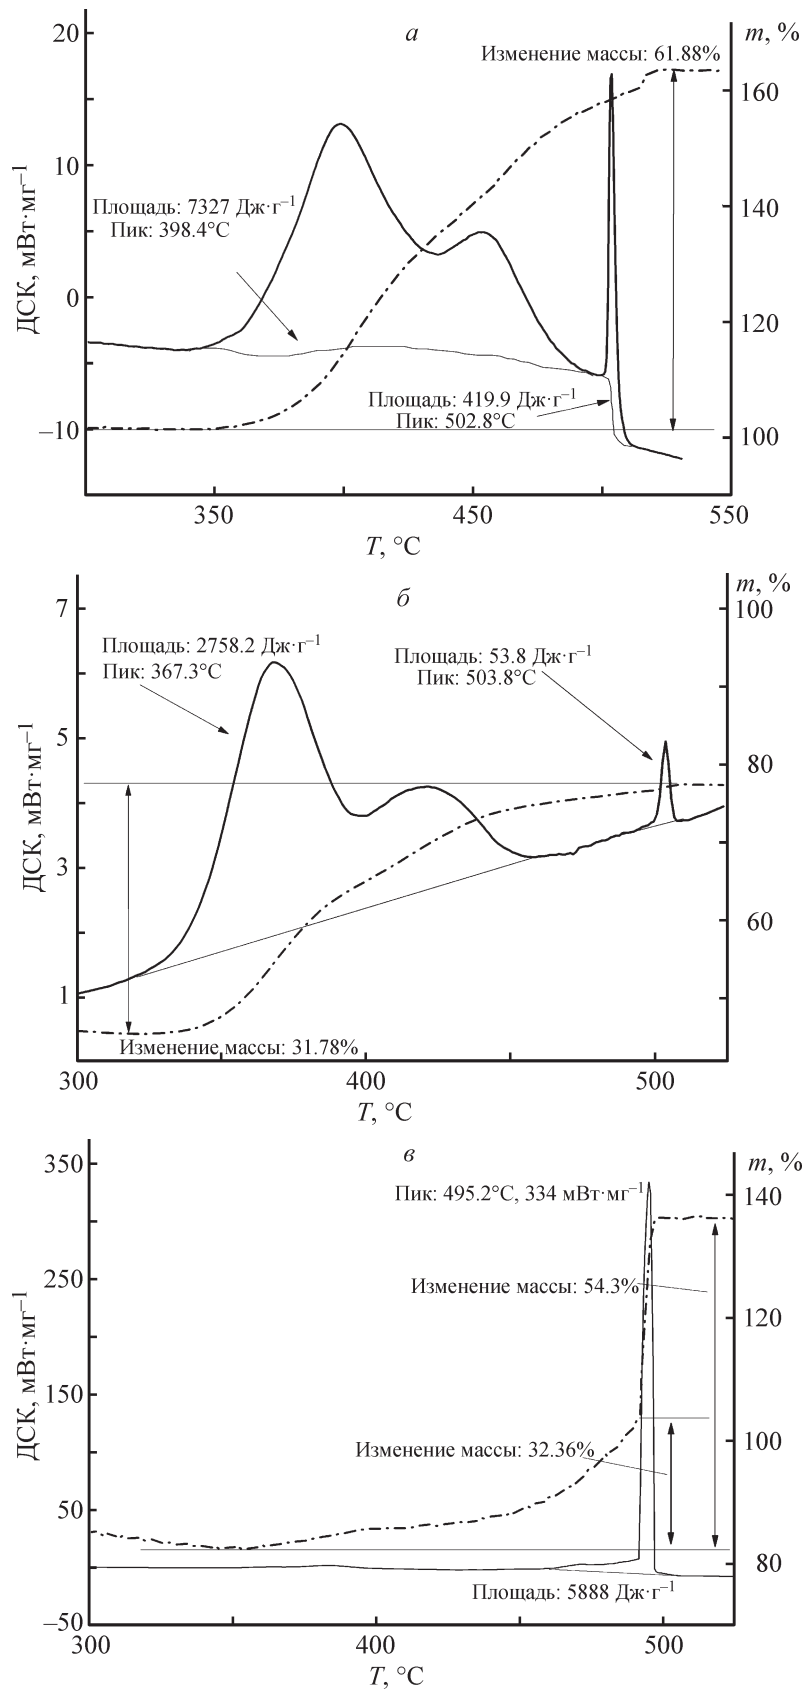 а
m, %
20
Изменение массы: 61.88%
160
10
Площадь: 7327 Дж·г–1
Пик: 398.4°C
140
ДСК, мВт·мг–1
0
120
Площадь: 419.9 Дж·г–1
Пик: 502.8°C
–10
100
350
450
550
T, °C
б
m, %
7
100
Площадь: 2758.2 Дж·г–1
Пик: 367.3°C
Площадь: 53.8 Дж·г–1
Пик: 503.8°C
5
80
ДСК, мВт·мг–1
3
60
1
Изменение массы: 31.78%
300
400
500
T, °C
в
m, %
350
Пик: 495.2°C, 334 мВт·мг–1
140
250
Изменение массы: 54.3%
120
ДСК, мВт·мг–1
150
100
Изменение массы: 32.36%
50
80
Площадь: 5888 Дж·г–1
–50
300
400
500
T, °C